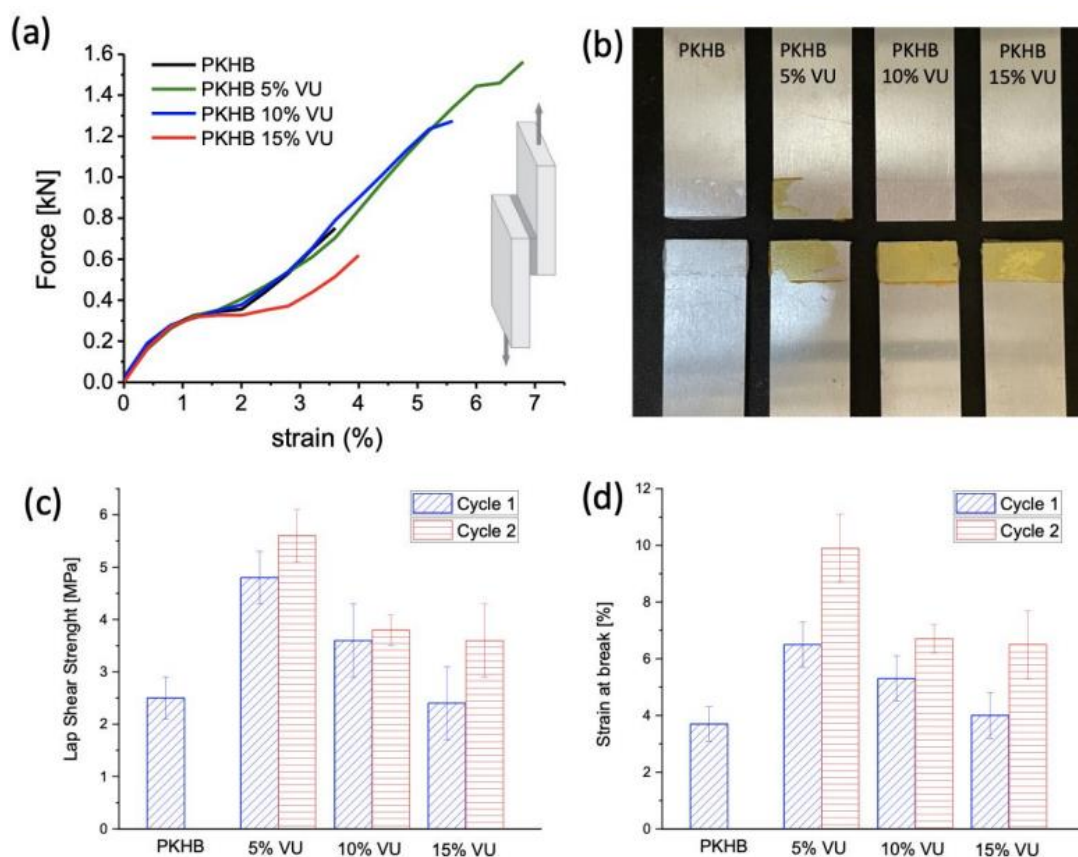 (a)
1.6
1.4
1.2
1.0
0.8
0.6
0.4
0.2
0.0
Force [kN]
PKHB
PKHB 5% VU
PKHB 10% VU
PKHB 15% VU
0 1 2 3 4 5 6 7
strain (%)
(b)
PKHB
PKHB
5% VU
PKHB
10% VU
PKHB
15% VU
(c)
6
5
4
3
2
1
0
Lap Shear Strenght [MPa]
Cycle 1
Cycle 2
PKHB 5% VU 10% VU 15% VU
(d)
12
10
8
6
4
2
0
Strain at break [%]
Cycle 1
Cycle 2
PKHB 5% VU 10% VU 15% VU